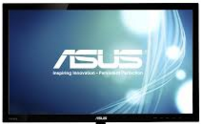 ASUS
Inspiring Innovation • Persistent Perfection
ASUS